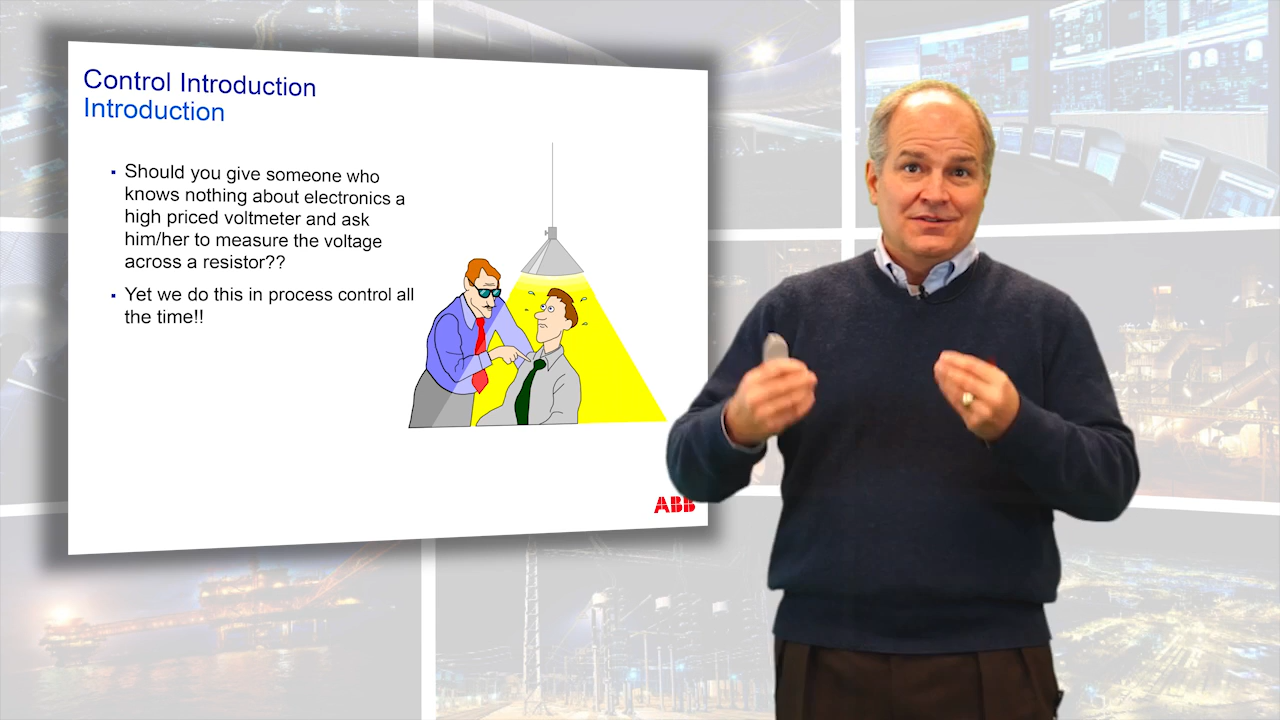 Control Introduction
Introduction
▪ Should you give someone who
knows nothing about electronics a
high priced voltmeter and ask
him/her to measure the voltage
across a resistor??
▪ Yet we do this in process control all
the time!!
ABB